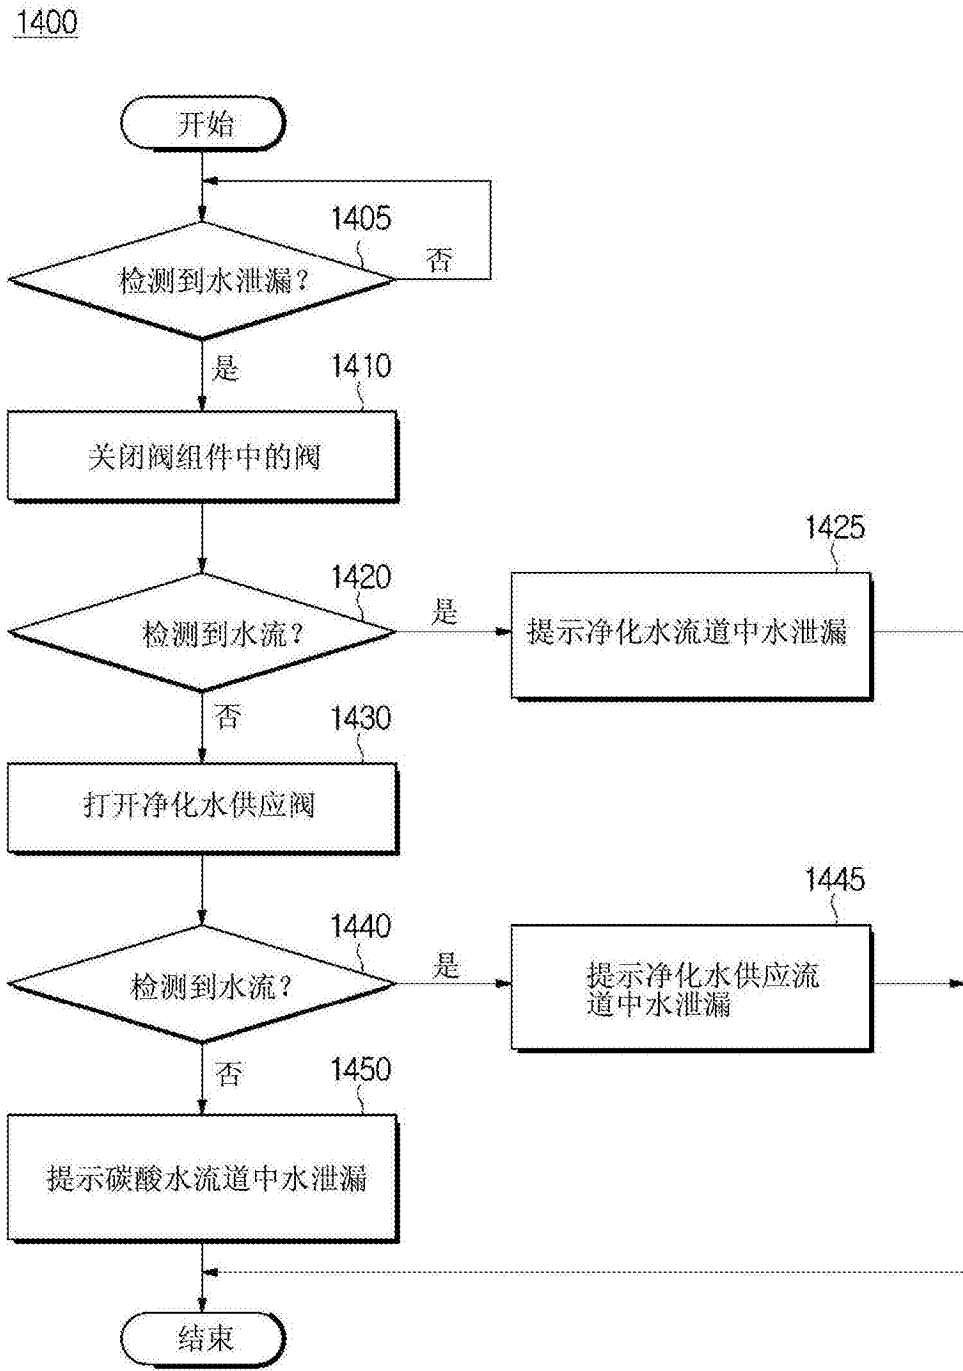 1400
开始
1405
检测到水泄漏?
否
是
1410
关闭阀组件中的阀
1420
检测到水流?
是
1425
提示净化水流道中水泄漏
否
1430
打开净化水供应阀
1440
检测到水流?
是
1445
提示净化水供应流
道中水泄漏
否
1450
提示碳酸水流道中水泄漏
结束